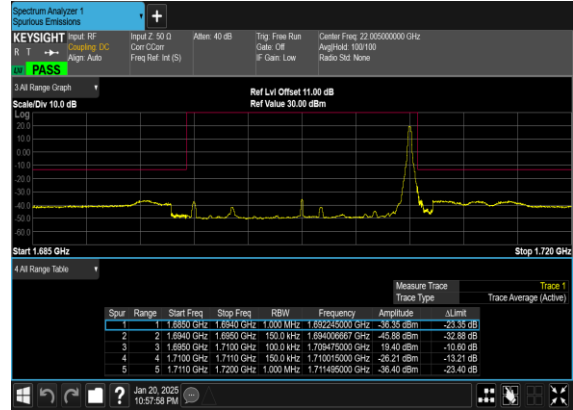 Spectrum Analyzer 1
Spurious Emissions
KEYSIGHT Input: RF Input Z: 50 Ω Atten: 40 dB Trig: Free Run Center Freq: 22.005000000 GHz
R T Coupling: DC Corr CCorr Gate: Off Avg|Hold: 100/100
Align: Auto Freq Ref: Int (S) IF Gain: Low Radio Std: None
PASS
3 All Range Graph
Ref Lvl Offset 11.00 dB
Scale/Div 10.0 dB Ref Value 30.00 dBm
Log
20.0
10.0
0.00
-10.0
-20.0
-30.0
-40.0
-50.0
-60.0
Start 1.685 GHz Stop 1.720 GHz
4 All Range Table
Measure Trace Trace 1
Trace Type Trace Average (Active)
Spur Range Start Freq Stop Freq RBW Frequency Amplitude ΔLimit
1 1 1.6850 GHz 1.6940 GHz 1.000 MHz 1.692245000 GHz -36.35 dBm -23.35 dB
2 2 1.6940 GHz 1.6950 GHz 150.0 kHz 1.694006667 GHz -45.88 dBm -32.88 dB
3 3 1.6950 GHz 1.7100 GHz 100.0 kHz 1.709475000 GHz 19.40 dBm -10.60 dB
4 4 1.7100 GHz 1.7110 GHz 150.0 kHz 1.710015000 GHz -26.21 dBm -13.21 dB
5 5 1.7110 GHz 1.7200 GHz 1.000 MHz 1.711495000 GHz -36.40 dBm -23.40 dB
? Jan 20, 2025
10:57:58 PM